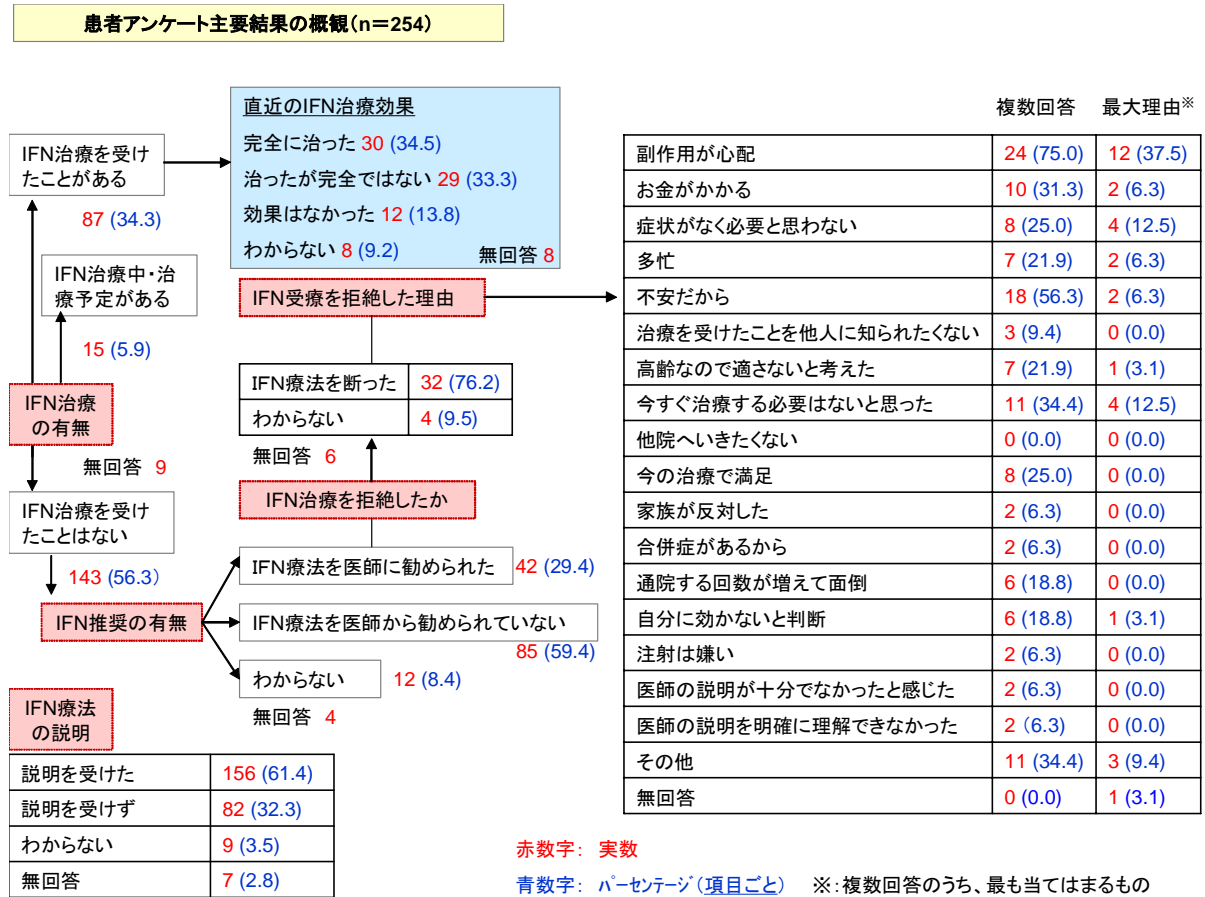 患者アンケート主要結果の概観(n=254)
IFN治療を受け
たことがある
87 (34.3)
IFN治療中・治
療予定がある
15 (5.9)
IFN治療
の有無
無回答 9
IFN治療を受け
たことはない
143 (56.3)
IFN推奨の有無
直近のIFN治療効果
完全に治った 30 (34.5)
治ったが完全ではない 29 (33.3)
効果はなかった 12 (13.8)
わからない 8 (9.2)
無回答 8
IFN受療を拒絶した理由
IFN療法を断った 32 (76.2)
わからない 4 (9.5)
無回答 6
IFN治療を拒絶したか
IFN療法を医師に勧められた 42 (29.4)
IFN療法を医師から勧められていない
85 (59.4)
わからない 12 (8.4)
無回答 4
IFN療法
の説明
説明を受けた 156 (61.4)
説明を受けず 82 (32.3)
わからない 9 (3.5)
無回答 7 (2.8)
複数回答 最大理由※
副作用が心配 24 (75.0) 12 (37.5)
お金がかかる 10 (31.3) 2 (6.3)
症状がなく必要と思わない 8 (25.0) 4 (12.5)
多忙 7 (21.9) 2 (6.3)
不安だから 18 (56.3) 2 (6.3)
治療を受けたことを他人に知られたくない 3 (9.4) 0 (0.0)
高齢なので適さないと考えた 7 (21.9) 1 (3.1)
今すぐ治療する必要はないと思った 11 (34.4) 4 (12.5)
他院へいきたくない 0 (0.0) 0 (0.0)
今の治療で満足 8 (25.0) 0 (0.0)
家族が反対した 2 (6.3) 0 (0.0)
合併症があるから 2 (6.3) 0 (0.0)
通院する回数が増えて面倒 6 (18.8) 0 (0.0)
自分に効かないと判断 6 (18.8) 1 (3.1)
注射は嫌い 2 (6.3) 0 (0.0)
医師の説明が十分でなかったと感じた 2 (6.3) 0 (0.0)
医師の説明を明確に理解できなかった 2 (6.3) 0 (0.0)
その他 11 (34.4) 3 (9.4)
無回答 0 (0.0) 1 (3.1)
赤数字: 実数
青数字: パーセンテージ(項目ごと) ※:複数回答のうち、最も当てはまるもの